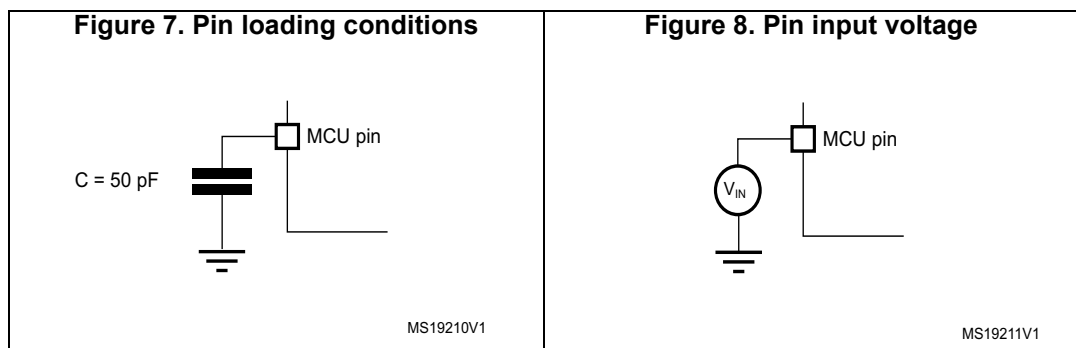 Figure 7. Pin loading conditions
MCU pin
C = 50 pF
MS19210V1
Figure 8. Pin input voltage
MCU pin
VIN
MS19211V1